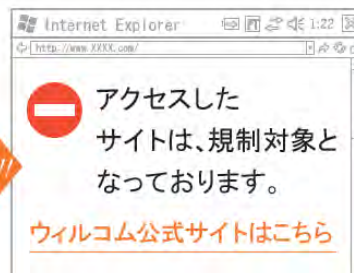 Internet Explorer 1:22
http://www.XXXX.com/
アクセスした
サイトは、規制対象と
なっております。
ウィルコム公式サイトはこちら